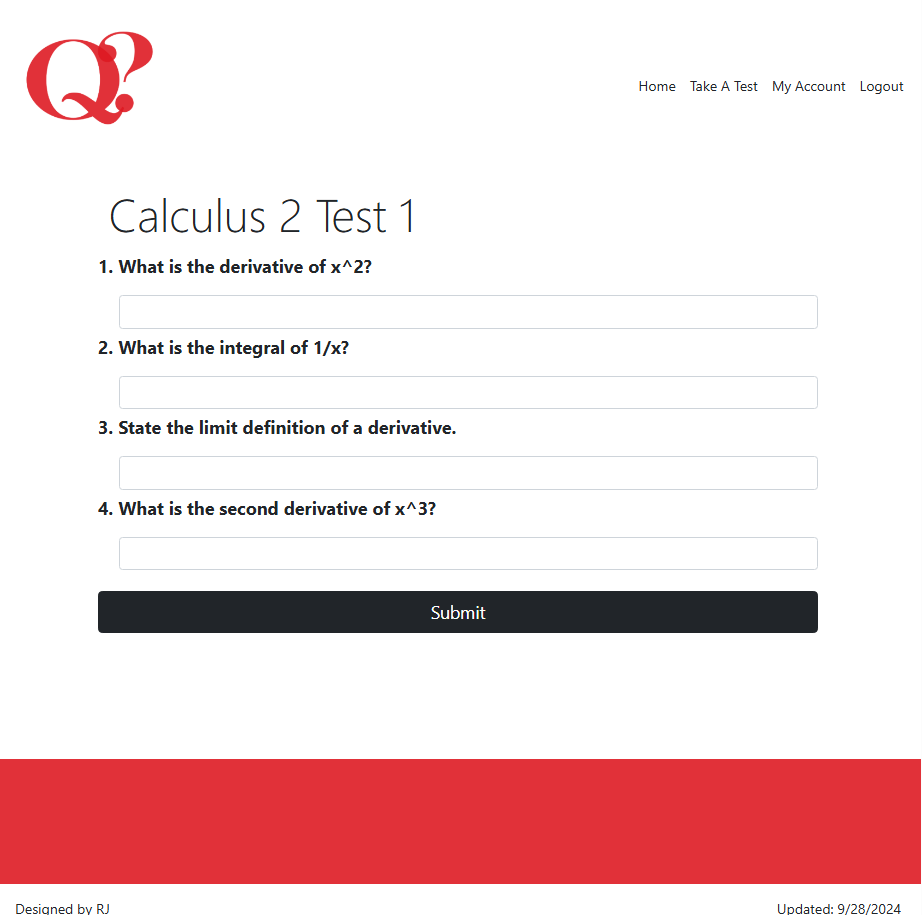 Q?
Home Take A Test My Account Logout
Calculus 2 Test 1
1. What is the derivative of x^2?
2. What is the integral of 1/x?
3. State the limit definition of a derivative.
4. What is the second derivative of x^3?
Submit
Designed by RJ Updated: 9/28/2024